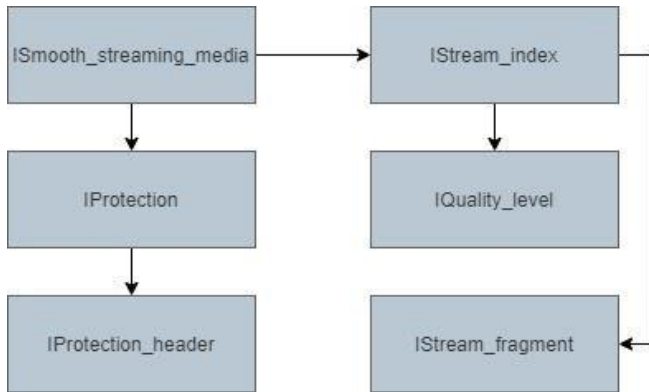 ISmooth_streaming_media
IStream_index
IProtection
IQuality_level
IProtection_header
IStream_fragment